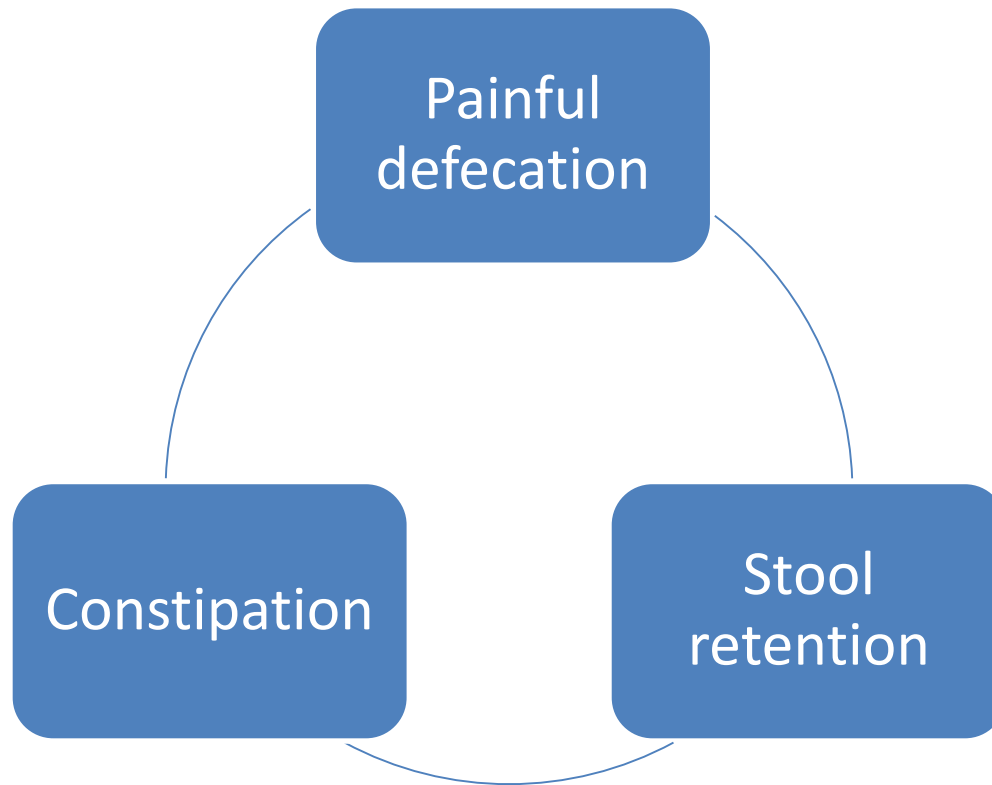 Painful
defecation
Stool
retention
Constipation